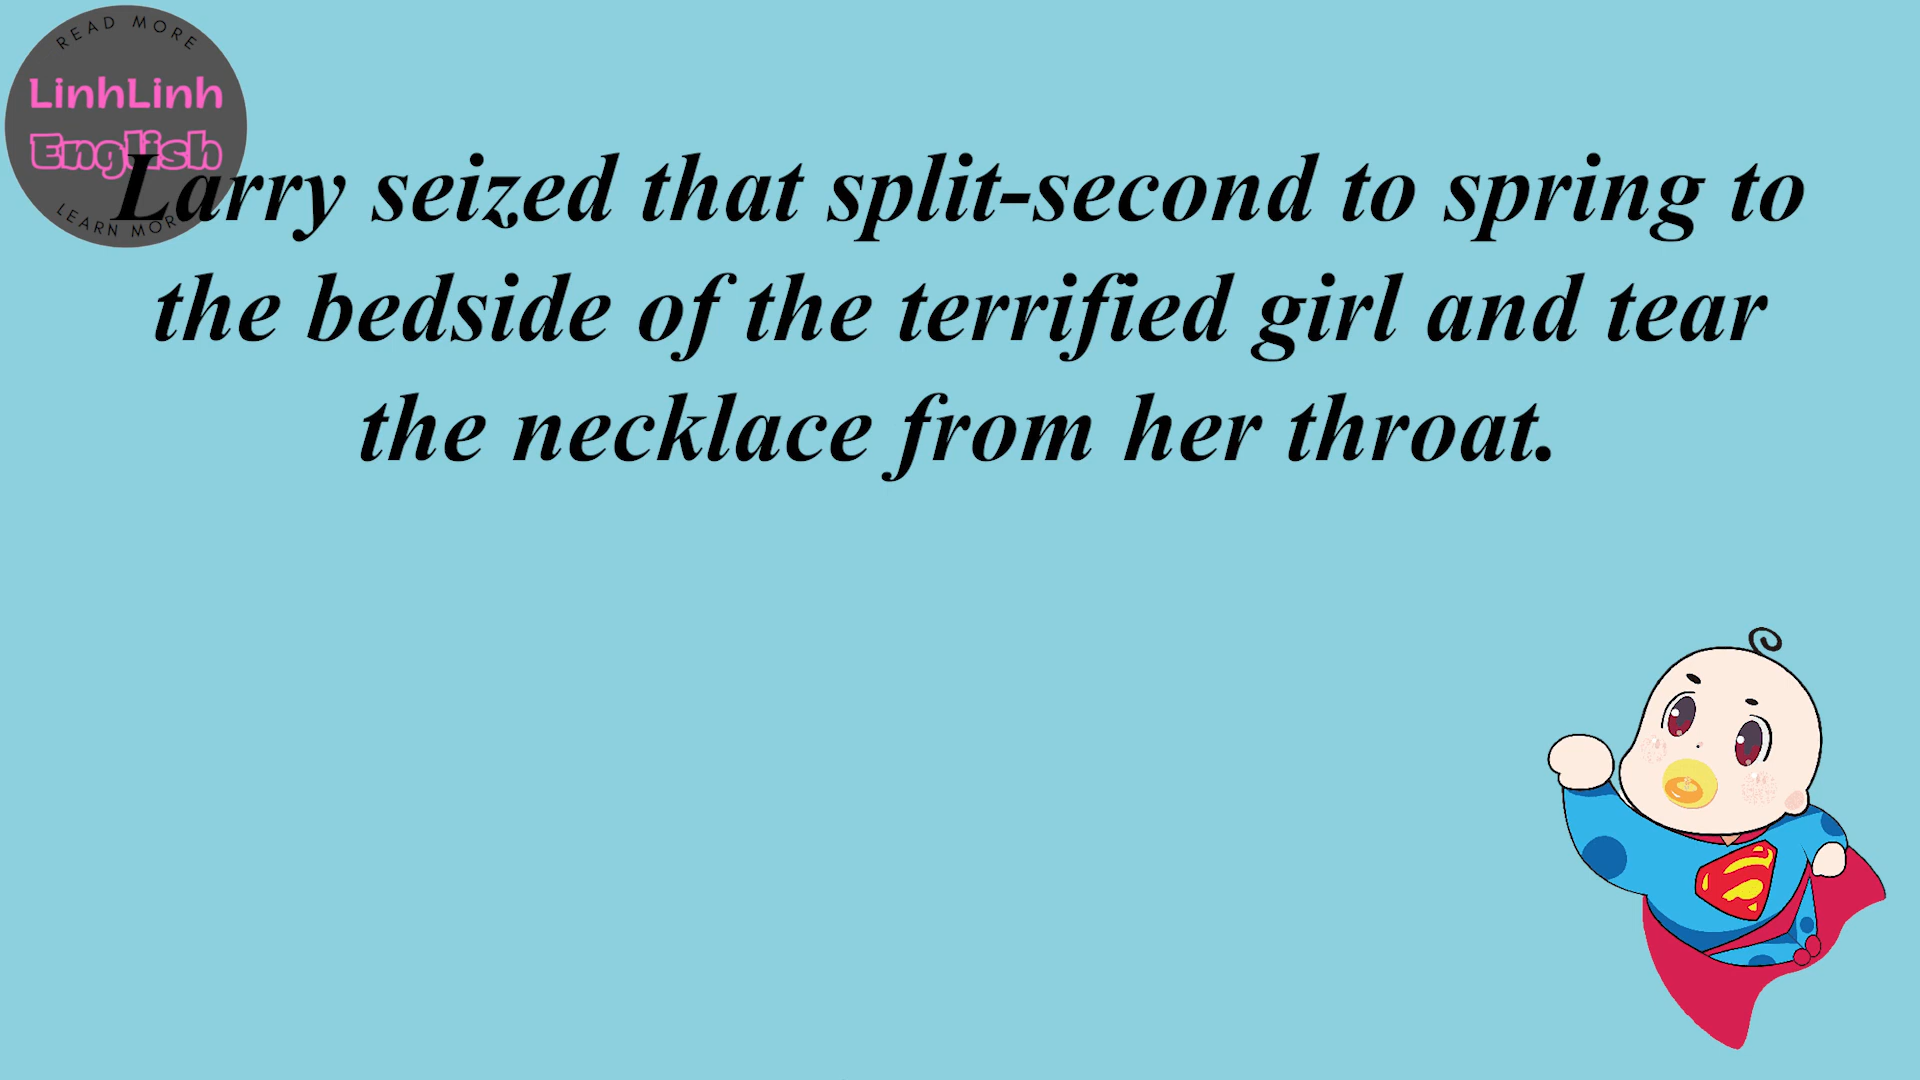 READ MORE
LinhLinh
English
LEARN MORE
Larry seized that split-second to spring to
the bedside of the terrified girl and tear
the necklace from her throat.